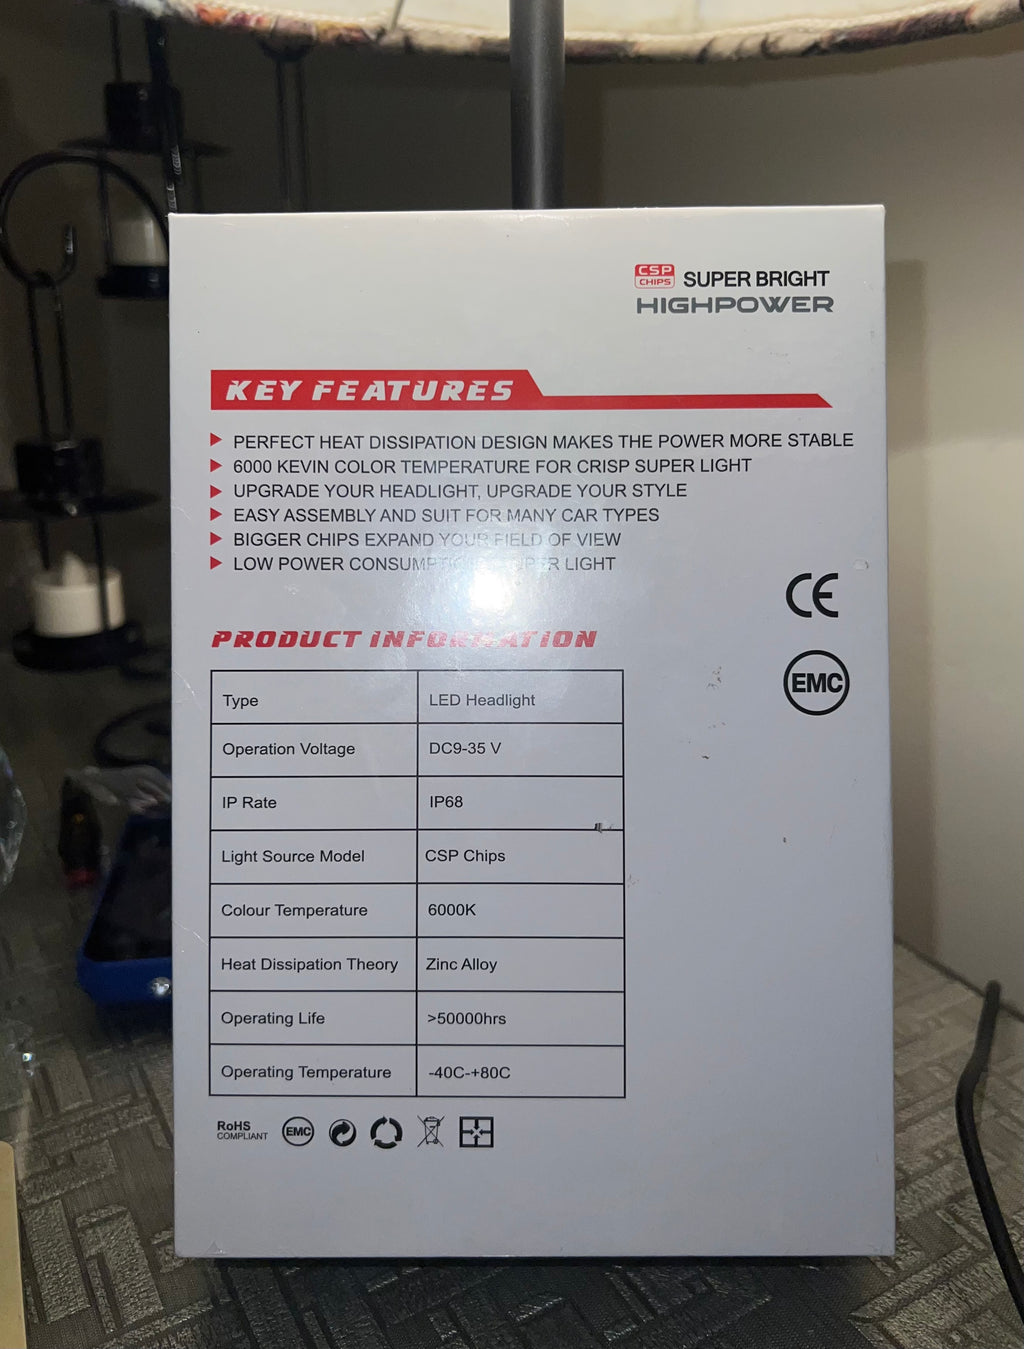 CSP
CHIPS
SUPER BRIGHT
HIGHPOWER
KEY FEATURES
PERFECT HEAT DISSIPATION DESIGN MAKES THE POWER MORE STABLE
6000 KEVIN COLOR TEMPERATURE FOR CRISP SUPER LIGHT
UPGRADE YOUR HEADLIGHT, UPGRADE YOUR STYLE
EASY ASSEMBLY AND SUIT FOR MANY CAR TYPES
BIGGER CHIPS EXPAND YOUR FIELD OF VIEW
LOW POWER SUPER LIGHT
CE
EMC
PRODUCT INFORMATION
Type LED Headlight
Operation Voltage DC9-35 V
IP Rate IP68
Light Source Model CSP Chips
Colour Temperature 6000K
Heat Dissipation Theory Zinc Alloy
Operating Life >50000hrs
Operating Temperature -40C-+80C
RoHS
COMPLIANT
EMC